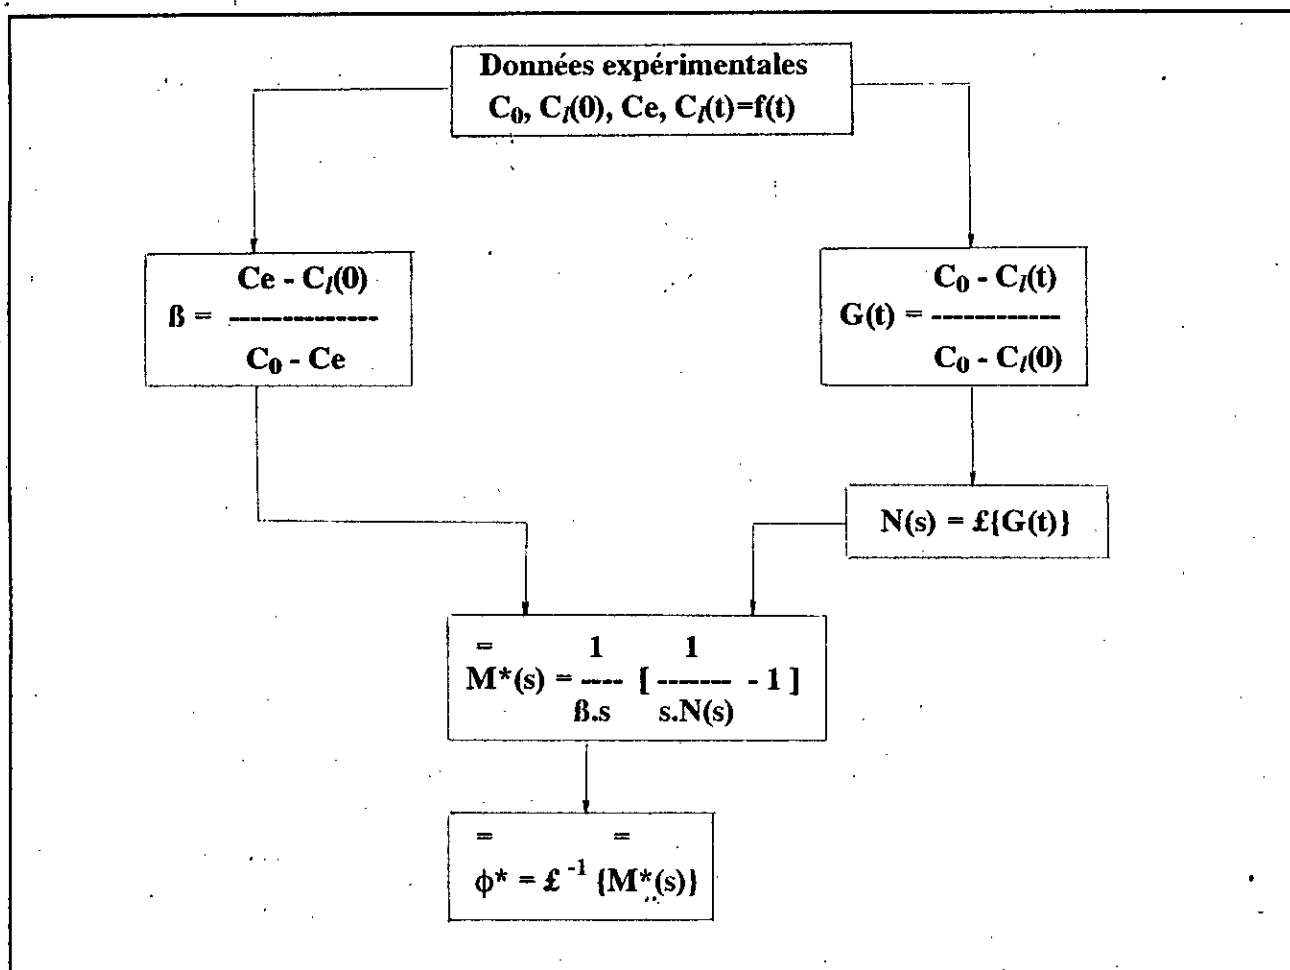 Données expérimentales
C₀, Cₗ(0), Ce, Cₗ(t)=f(t)
Ce - Cₗ(0)
ß = --------------
C₀ - Ce
C₀ - Cₗ(t)
G(t) = ------------
C₀ - Cₗ(0)
N(s) = £{G(t)}
= 1 1
M*(s) = ---- [ ------- - 1 ]
ß.s s.N(s)
= =
ϕ* = £ ⁻¹ {M*(s)}